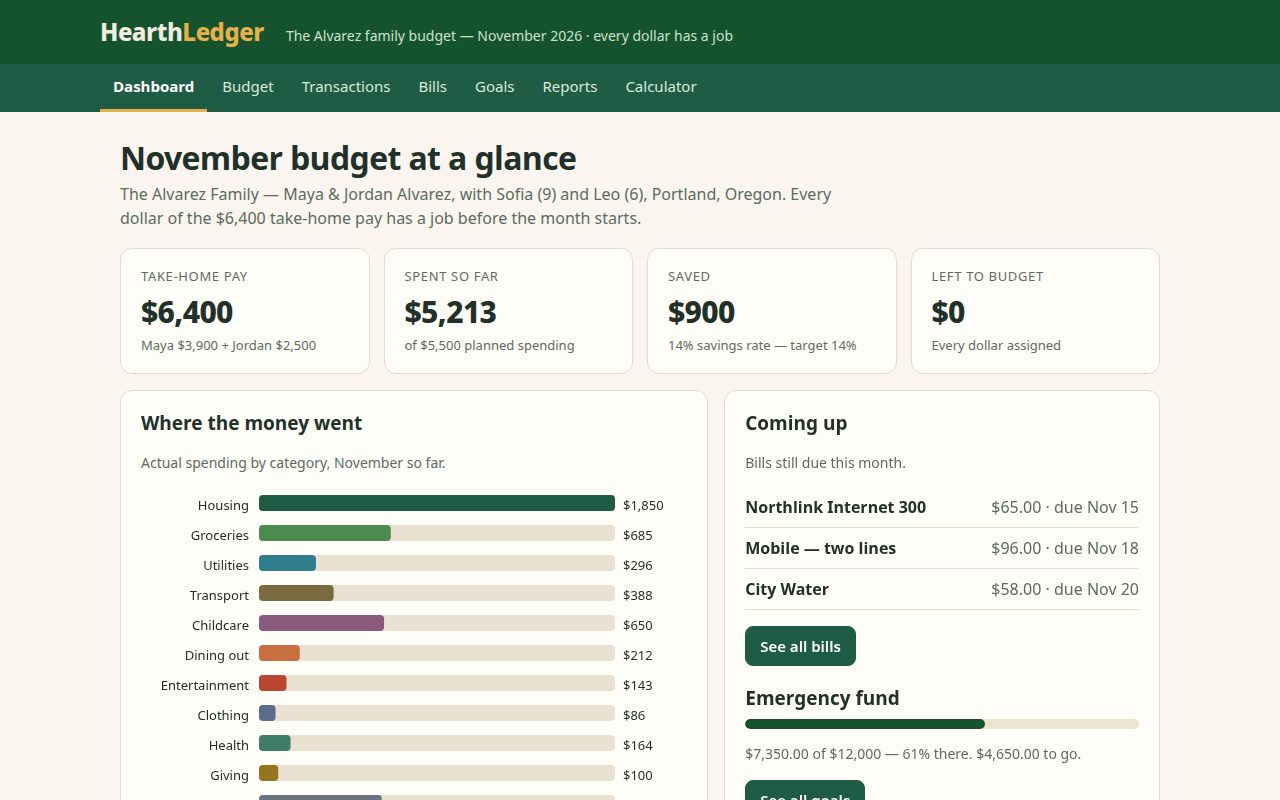 HearthLedger The Alvarez family budget — November 2026 · every dollar has a job
Dashboard Budget Transactions Bills Goals Reports Calculator
November budget at a glance
The Alvarez Family — Maya & Jordan Alvarez, with Sofia (9) and Leo (6), Portland, Oregon. Every
dollar of the $6,400 take-home pay has a job before the month starts.
TAKE-HOME PAY
$6,400
Maya $3,900 + Jordan $2,500
SPENT SO FAR
$5,213
of $5,500 planned spending
SAVED
$900
14% savings rate — target 14%
LEFT TO BUDGET
$0
Every dollar assigned
Where the money went
Actual spending by category, November so far.
Housing $1,850
Groceries $685
Utilities $296
Transport $388
Childcare $650
Dining out $212
Entertainment $143
Clothing $86
Health $164
Giving $100
Coming up
Bills still due this month.
Northlink Internet 300 $65.00 · due Nov 15
Mobile — two lines $96.00 · due Nov 18
City Water $58.00 · due Nov 20
See all bills
Emergency fund
$7,350.00 of $12,000 — 61% there. $4,650.00 to go.
See all goals